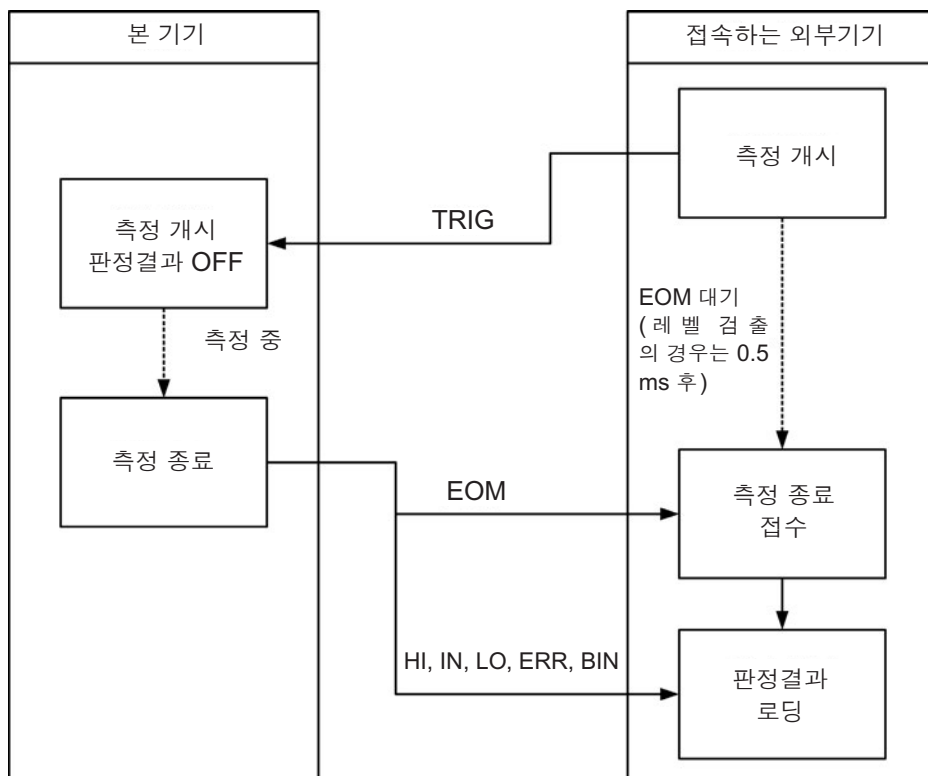 본 기기
접속하는 외부기기
측정 개시
TRIG
측정 개시
판정결과 OFF
EOM 대기
(레벨 검출
의 경우는 0.5
ms 후)
측정 중
측정 종료
EOM
측정 종료
접수
HI, IN, LO, ERR, BIN
판정결과
로딩